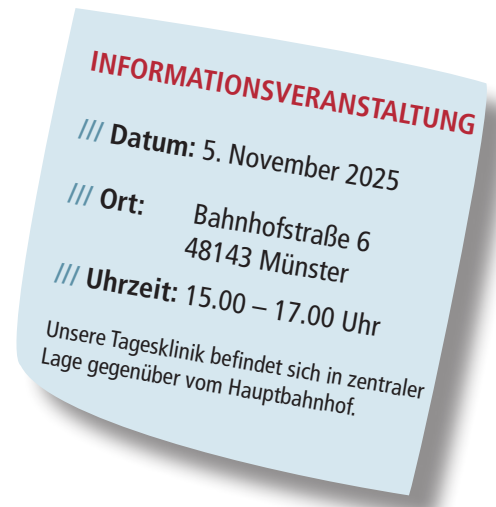 INFORMATIONSVERANSTALTUNG
/// Datum: 5. November 2025
/// Ort: Bahnhofstraße 6
48143 Münster
/// Uhrzeit: 15.00 – 17.00 Uhr
Unsere Tagesklinik befindet sich in zentraler
Lage gegenüber vom Hauptbahnhof.